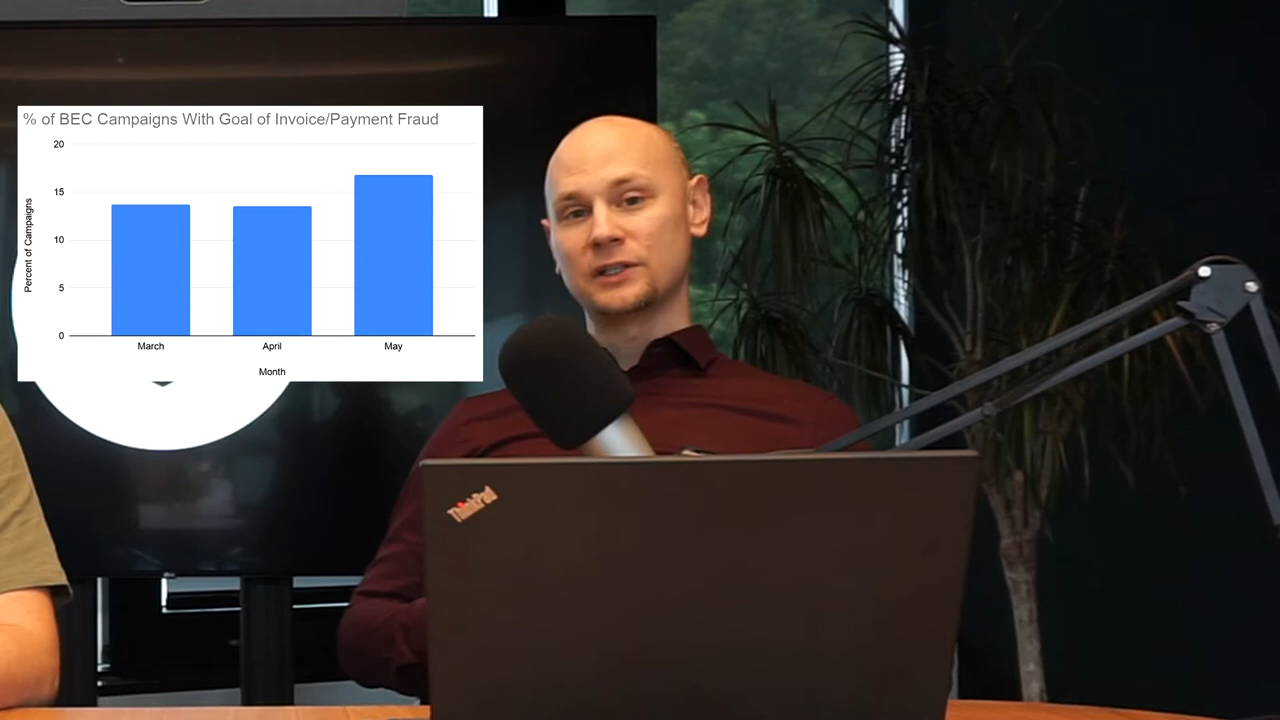 % of BEC Campaigns With Goal of Invoice/Payment Fraud
20
15
10
5
0
Percent of Campaigns
March April May
Month
ThinkPad